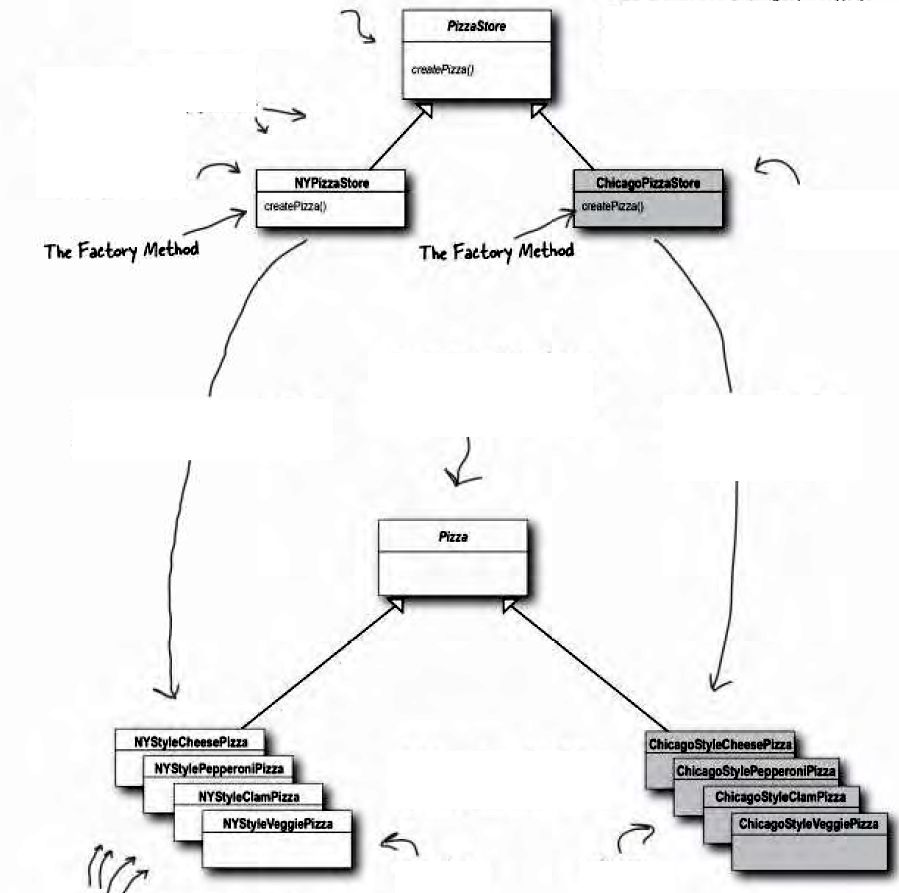 PizzaStore
createPizza()
NYPizzaStore
createPizza()
ChicagoPizzaStore
createPizza()
The Factory Method
The Factory Method
Pizza
NYStyleCheesePizza
NYStylePepperoniPizza
NYStyleClamPizza
NYStyleVeggiePizza
ChicagoStyleCheesePizza
ChicagoStylePepperoniPizza
ChicagoStyleClamPizza
ChicagoStyleVeggiePizza